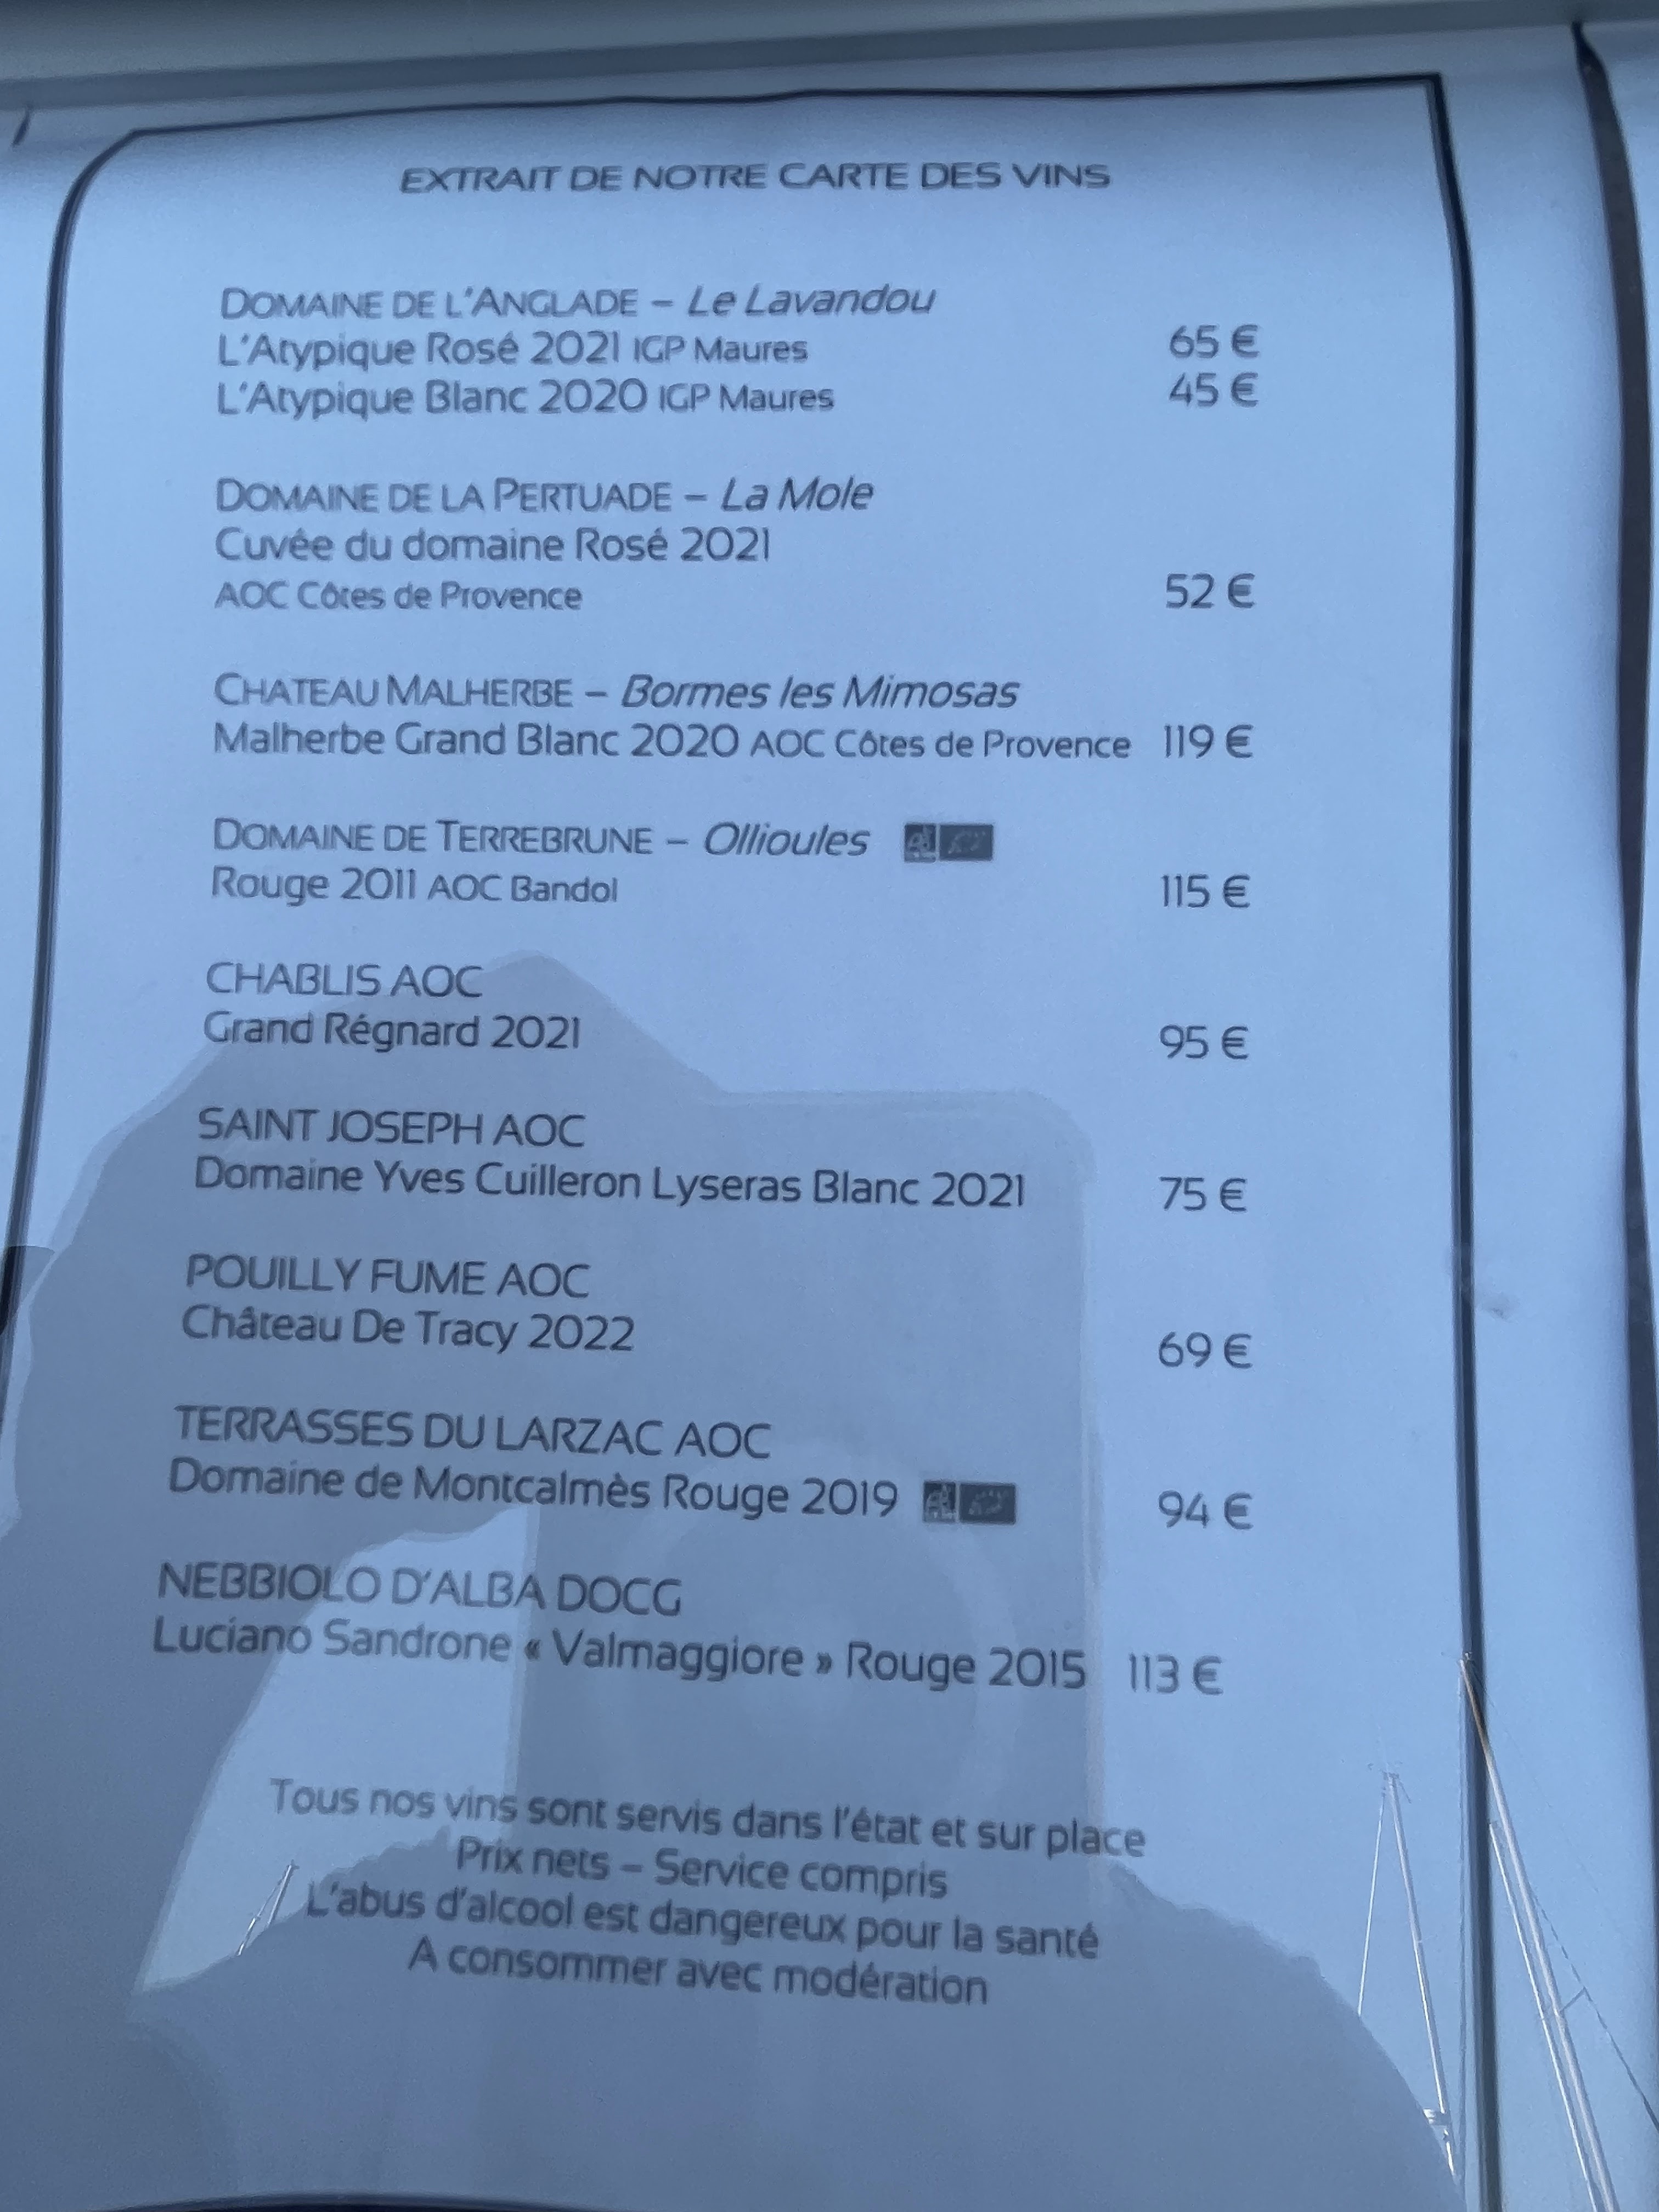 EXTRAIT DE NOTRE CARTE DES VINS
DOMAINE DE L'ANGLADE – Le Lavandou
L'Atypique Rosé 2021 IGP Maures 65 €
L'Atypique Blanc 2020 IGP Maures 45 €
DOMAINE DE LA PERTUADE – La Mole
Cuvée du domaine Rosé 2021
AOC Côtes de Provence 52 €
CHATEAU MALHERBE – Bormes les Mimosas
Malherbe Grand Blanc 2020 AOC Côtes de Provence 119 €
DOMAINE DE TERREBRUNE – Ollioules
Rouge 2011 AOC Bandol 115 €
CHABLIS AOC
Grand Régnard 2021 95 €
SAINT JOSEPH AOC
Domaine Yves Cuilleron Lyseras Blanc 2021 75 €
POUILLY FUME AOC
Château De Tracy 2022 69 €
TERRASSES DU LARZAC AOC
Domaine de Montcalmès Rouge 2019 94 €
NEBBIOLO D'ALBA DOCG
Luciano Sandrone « Valmaggiore » Rouge 2015 113 €
Tous nos vins sont servis dans l'état et sur place
Prix nets – Service compris
L'abus d'alcool est dangereux pour la santé
A consommer avec modération